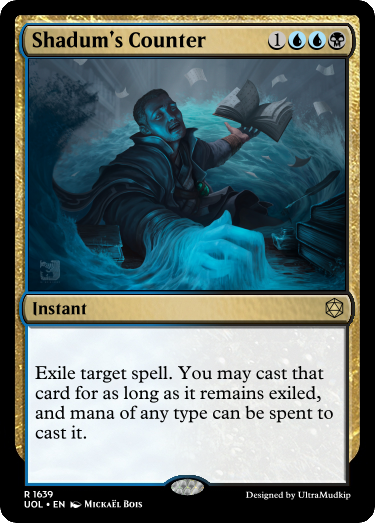 Shadum's Counter
1
Instant
Exile target spell. You may cast that
card for as long as it remains exiled,
and mana of any type can be spent to
cast it.
R 1639
UOL • EN Mickaël Bois
Designed by UltraMudkip